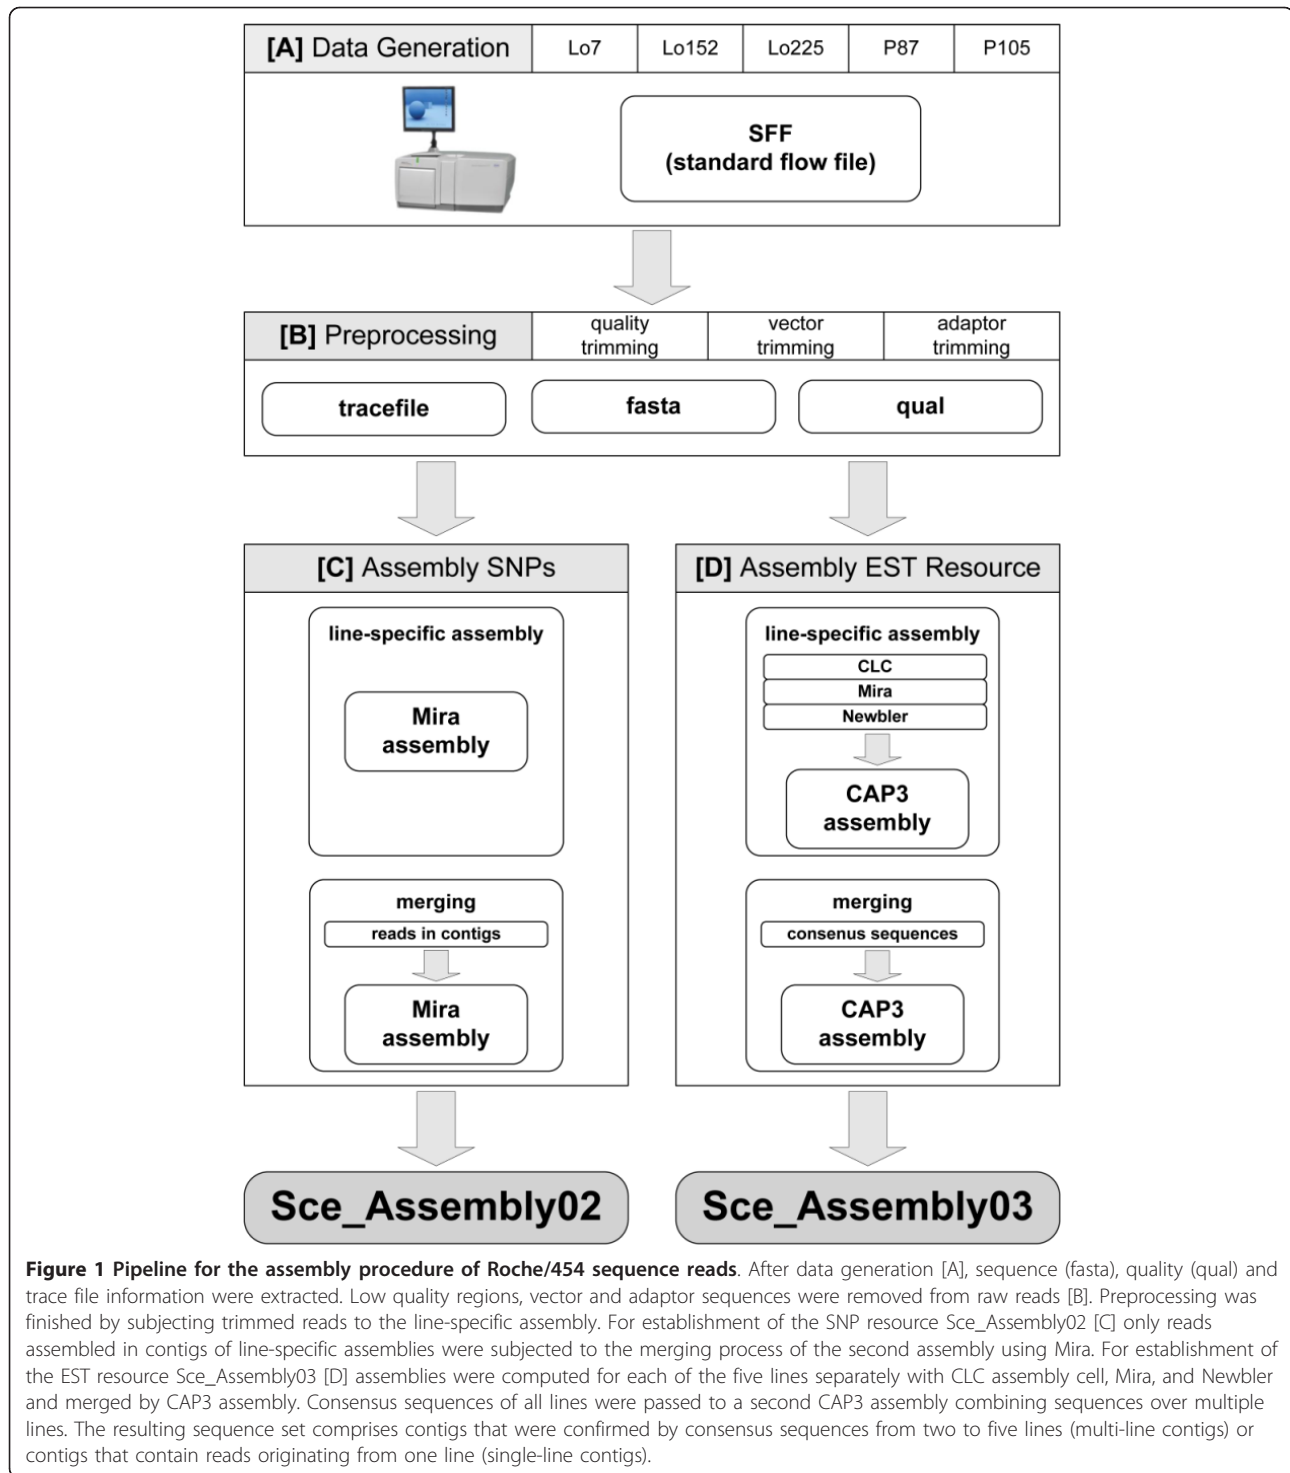 [A] Data Generation
Lo7
Lo152
Lo225
P87
P105
SFF
(standard flow file)
[B] Preprocessing
quality
trimming
vector
trimming
adaptor
trimming
tracefile
fasta
qual
[C] Assembly SNPs
line-specific assembly
Mira
assembly
merging
reads in contigs
Mira
assembly
[D] Assembly EST Resource
line-specific assembly
CLC
Mira
Newbler
CAP3
assembly
merging
consenus sequences
CAP3
assembly
Sce_Assembly02
Sce_Assembly03
Figure 1 Pipeline for the assembly procedure of Roche/454 sequence reads. After data generation [A], sequence (fasta), quality (qual) and
trace file information were extracted. Low quality regions, vector and adaptor sequences were removed from raw reads [B]. Preprocessing was
finished by subjecting trimmed reads to the line-specific assembly. For establishment of the SNP resource Sce_Assembly02 [C] only reads
assembled in contigs of line-specific assemblies were subjected to the merging process of the second assembly using Mira. For establishment of
the EST resource Sce_Assembly03 [D] assemblies were computed for each of the five lines separately with CLC assembly cell, Mira, and Newbler
and merged by CAP3 assembly. Consensus sequences of all lines were passed to a second CAP3 assembly combining sequences over multiple
lines. The resulting sequence set comprises contigs that were confirmed by consensus sequences from two to five lines (multi-line contigs) or
contigs that contain reads originating from one line (single-line contigs).